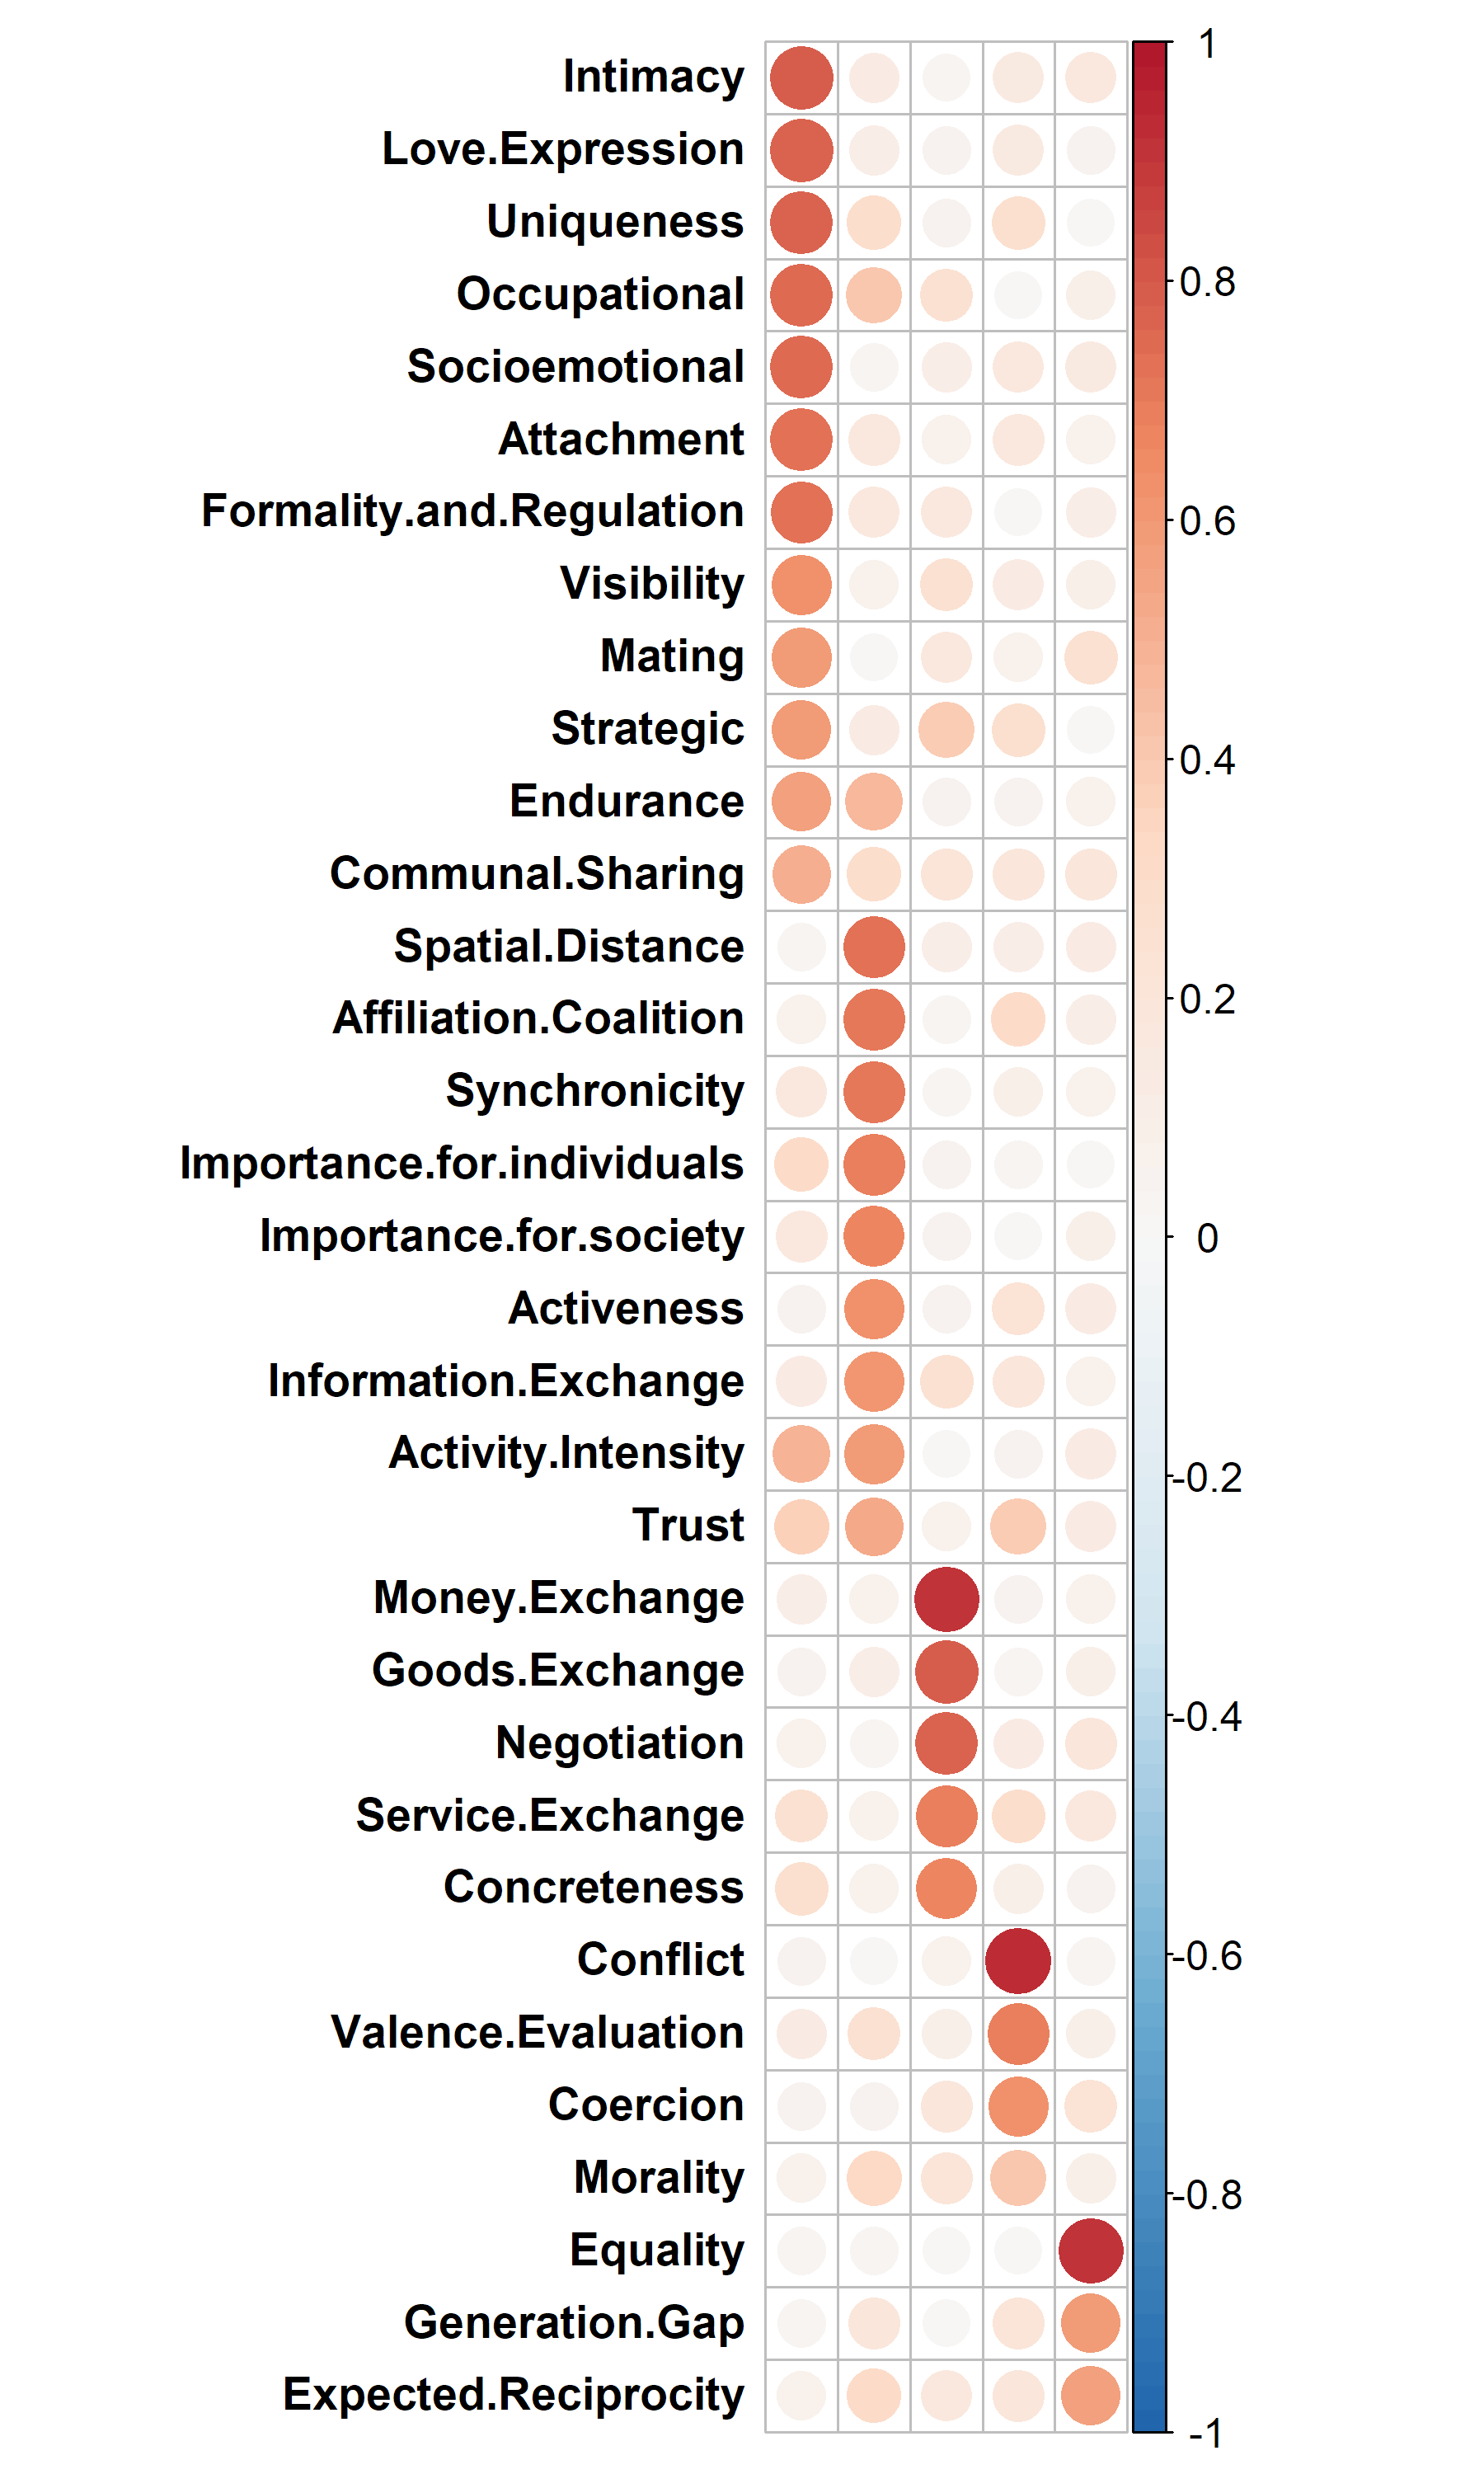 Intimacy
Love.Expression
Uniqueness
Occupational
Socioemotional
Attachment
Formality.and.Regulation
Visibility
Mating
Strategic
Endurance
Communal.Sharing
Spatial.Distance
Affiliation.Coalition
Synchronicity
Importance.for.individuals
Importance.for.society
Activeness
Information.Exchange
Activity.Intensity
Trust
Money.Exchange
Goods.Exchange
Negotiation
Service.Exchange
Concreteness
Conflict
Valence.Evaluation
Coercion
Morality
Equality
Generation.Gap
Expected.Reciprocity
1
0.8
0.6
0.4
0.2
0
-0.2
-0.4
-0.6
-0.8
-1